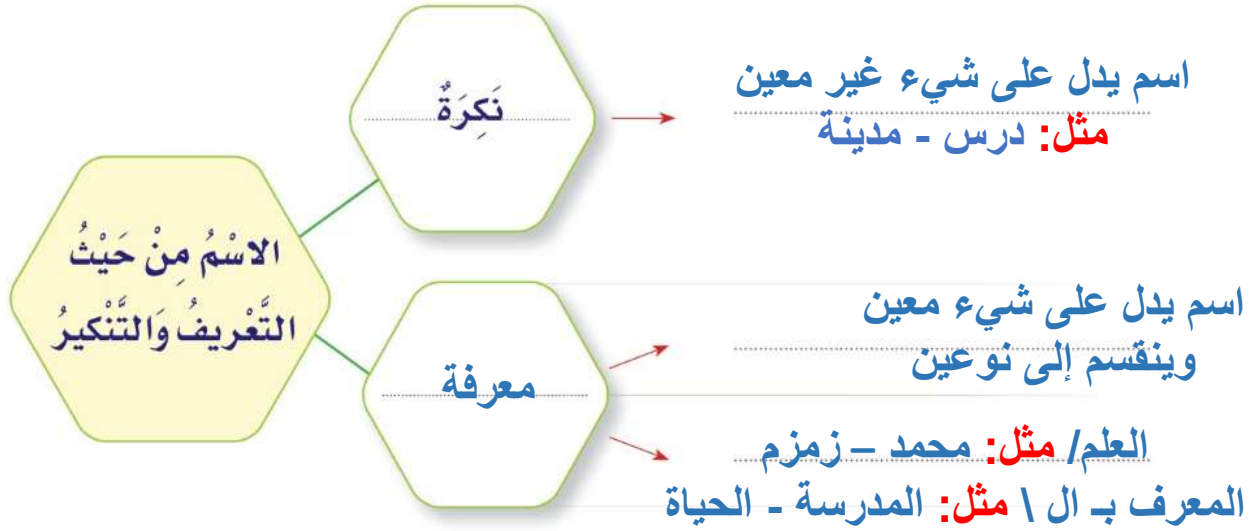 الاسْمُ مِنْ حَيْثُ
التَّعْرِيفُ وَالتَّنْكيرُ
نَكِرَةٌ
اسم يدل على شيء غير معين
مثل: درس - مدينة
معرفة
اسم يدل على شيء معين
وينقسم إلى نوعين
العلم/ مثل: محمد – زمزم
المعرف بـ ال \ مثل: المدرسة - الحياة